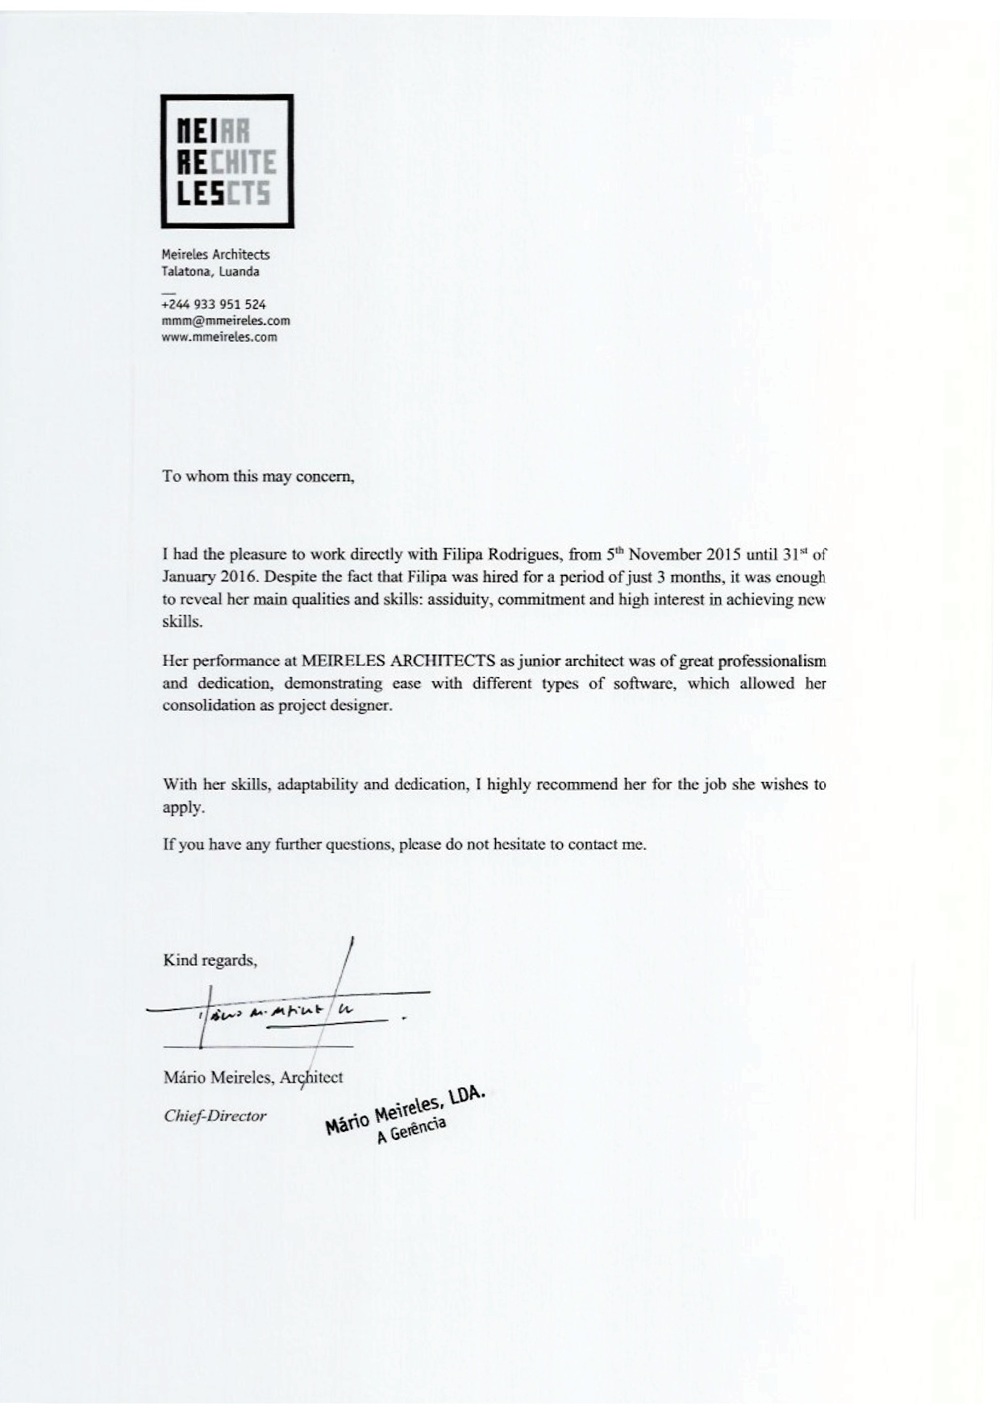 MEIAR
RECHITE
LESCTS
Meireles Architects
Talatona, Luanda
+244 933 951 524
mmm@mmeireles.com
www.mmeireles.com
To whom this may concern,
I had the pleasure to work directly with Filipa Rodrigues, from 5th November 2015 until 31st of
January 2016. Despite the fact that Filipa was hired for a period of just 3 months, it was enough
to reveal her main qualities and skills: assiduity, commitment and high interest in achieving new
skills.
Her performance at MEIRELES ARCHITECTS as junior architect was of great professionalism
and dedication, demonstrating ease with different types of software, which allowed her
consolidation as project designer.
With her skills, adaptability and dedication, I highly recommend her for the job she wishes to
apply.
If you have any further questions, please do not hesitate to contact me.
Kind regards,
Mário Meireles, Architect
Chief-Director
Mário Meireles, LDA.
A Gerência